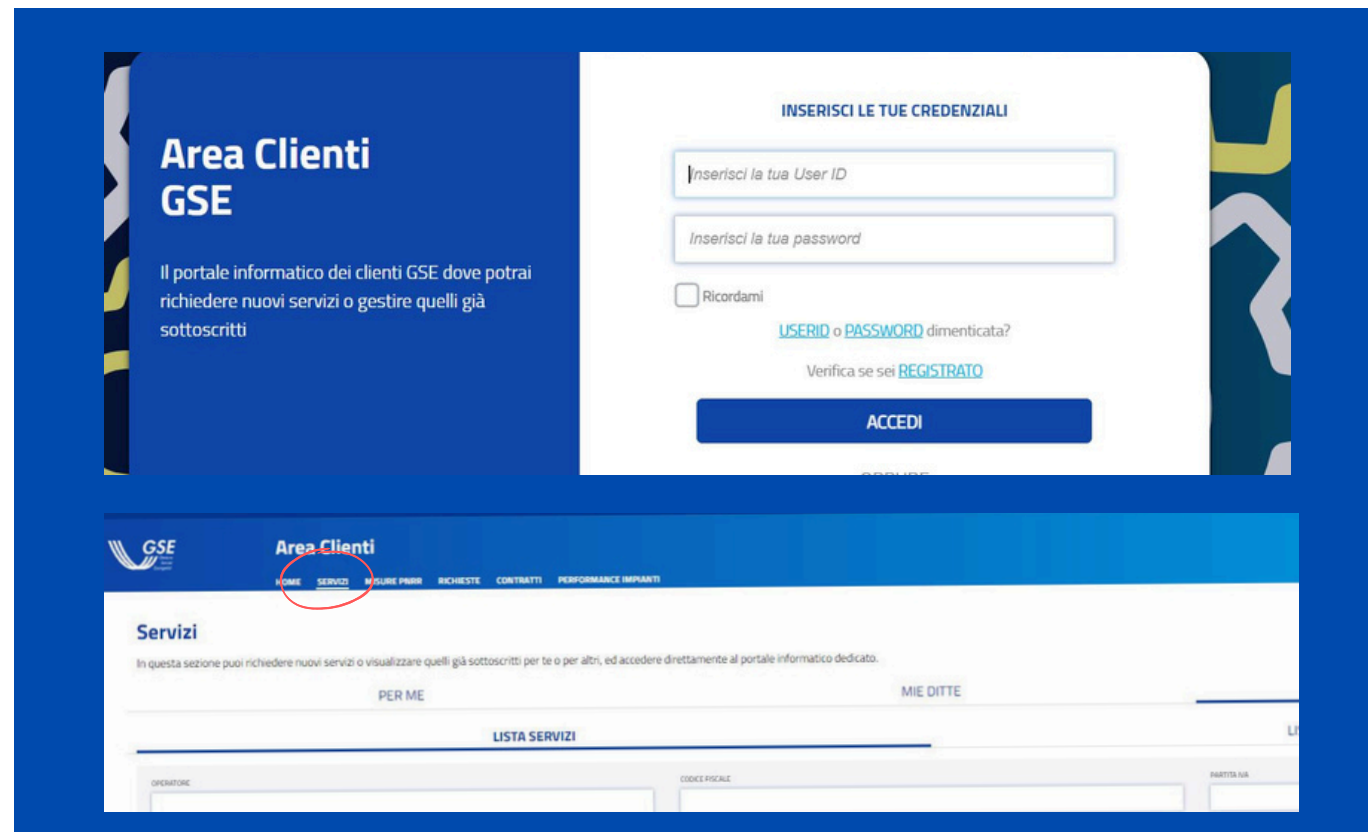 Area Clienti
GSE
Il portale informatico dei clienti GSE dove potrai
richiedere nuovi servizi o gestire quelli già
sottoscritti
INSERISCI LE TUE CREDENZIALI
Inserisci la tua User ID
Inserisci la tua password
Ricordami
USERID o PASSWORD dimenticata?
Verifica se sei REGISTRATO
ACCEDI
GSE
Area Clienti
HOME SERVIZI MISURE PNRR RICHIESTE CONTRATTI PERFORMANCE IMPIANTI
Servizi
In questa sezione puoi richiedere nuovi servizi o visualizzare quelli già sottoscritti per te o per altri, ed accedere direttamente al portale informatico dedicato.
PER ME MIE DITTE
LISTA SERVIZI
OPERATORE CODICE FISCALE PARTITA IVA